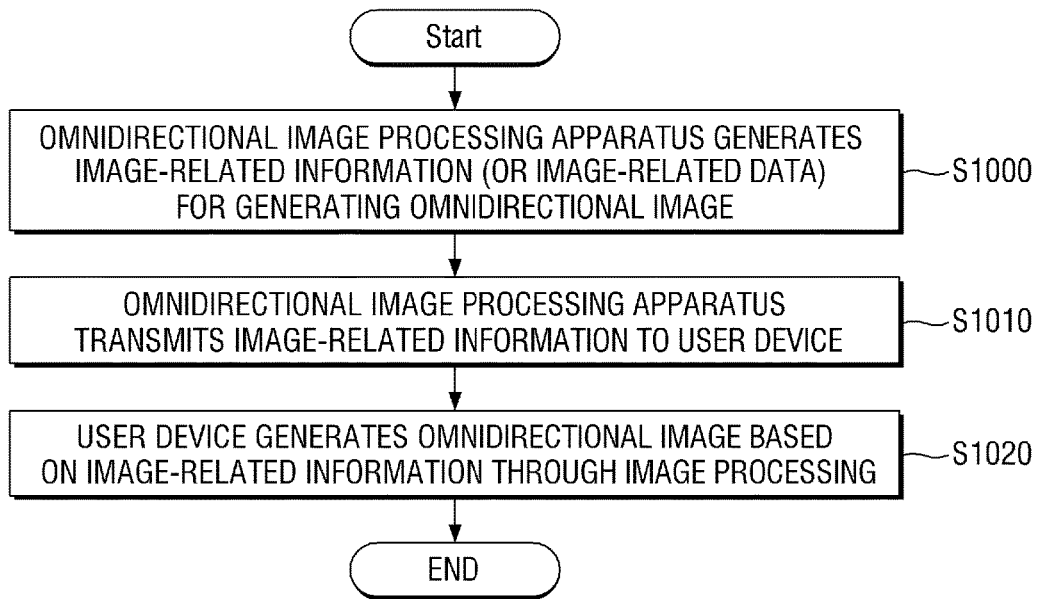 Start
OMNIDIRECTIONAL IMAGE PROCESSING APPARATUS GENERATES
IMAGE-RELATED INFORMATION (OR IMAGE-RELATED DATA)
FOR GENERATING OMNIDIRECTIONAL IMAGE
S1000
OMNIDIRECTIONAL IMAGE PROCESSING APPARATUS
TRANSMITS IMAGE-RELATED INFORMATION TO USER DEVICE
S1010
USER DEVICE GENERATES OMNIDIRECTIONAL IMAGE BASED
ON IMAGE-RELATED INFORMATION THROUGH IMAGE PROCESSING
S1020
END